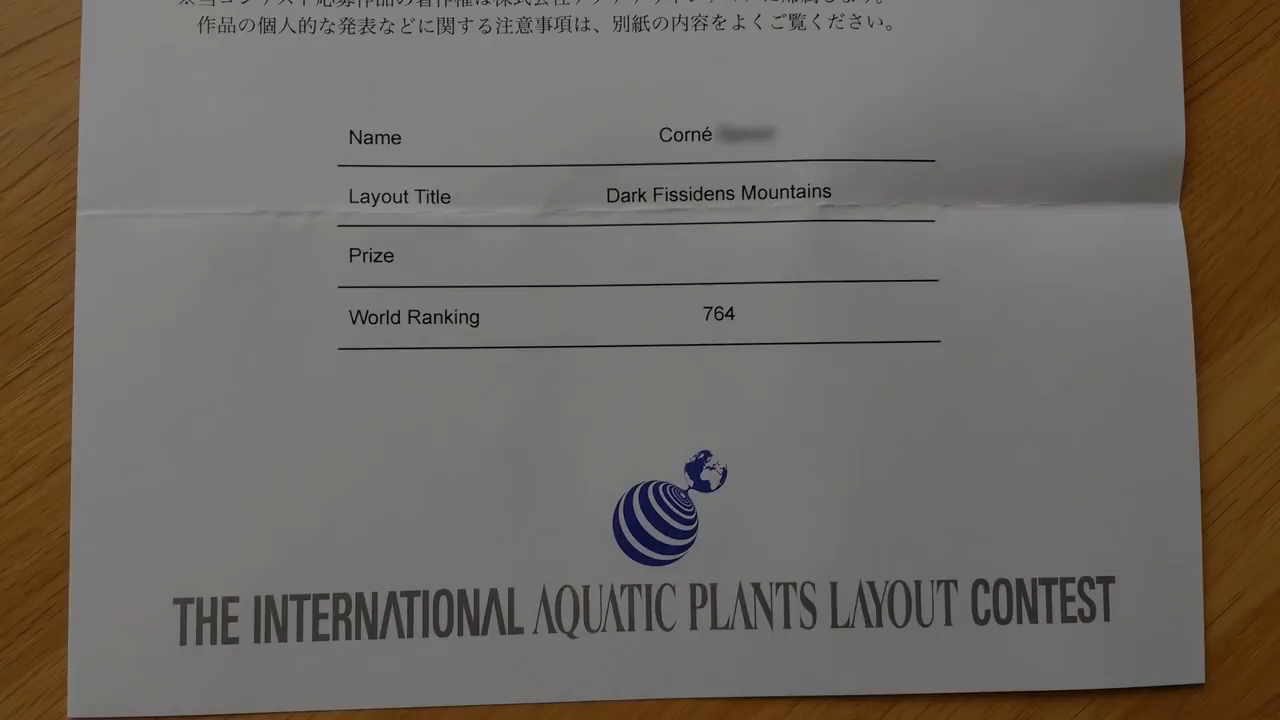 作品の個人的な発表などに関する注意事項は、別紙の内容をよくご覧ください。
Name Corné
Layout Title Dark Fissidens Mountains
Prize
World Ranking 764
THE INTERNATIONAL AQUATIC PLANTS LAYOUT CONTEST